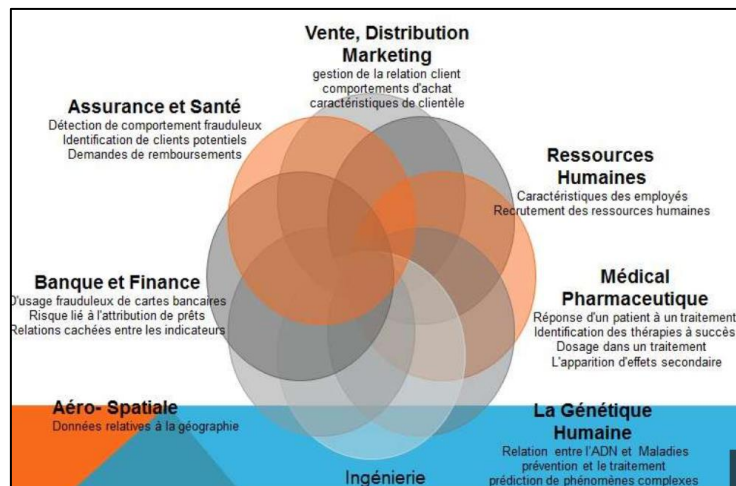 Vente, Distribution
Marketing
gestion de la relation client
comportements d'achat
caractéristiques de clientèle
Assurance et Santé
Détection de comportement frauduleux
Identification de clients potentiels
Demandes de remboursements
Ressources
Humaines
Caractéristiques des employés
Recrutement des ressources humaines
Banque et Finance
D'usage frauduleux de cartes bancaires
Risque lié à l'attribution de prêts
Relations cachées entre les indicateurs
Médical
Pharmaceutique
Réponse d'un patient à un traitement
Identification des thérapies à succès
Dosage dans un traitement
L'apparition d'effets secondaire
Aéro- Spatiale
Données relatives á la géographie
La Génétique
Humaine
Relation entre l'ADN et Maladies
prévention et le traitement
prédiction de phénomènes complexes
Ingénierie